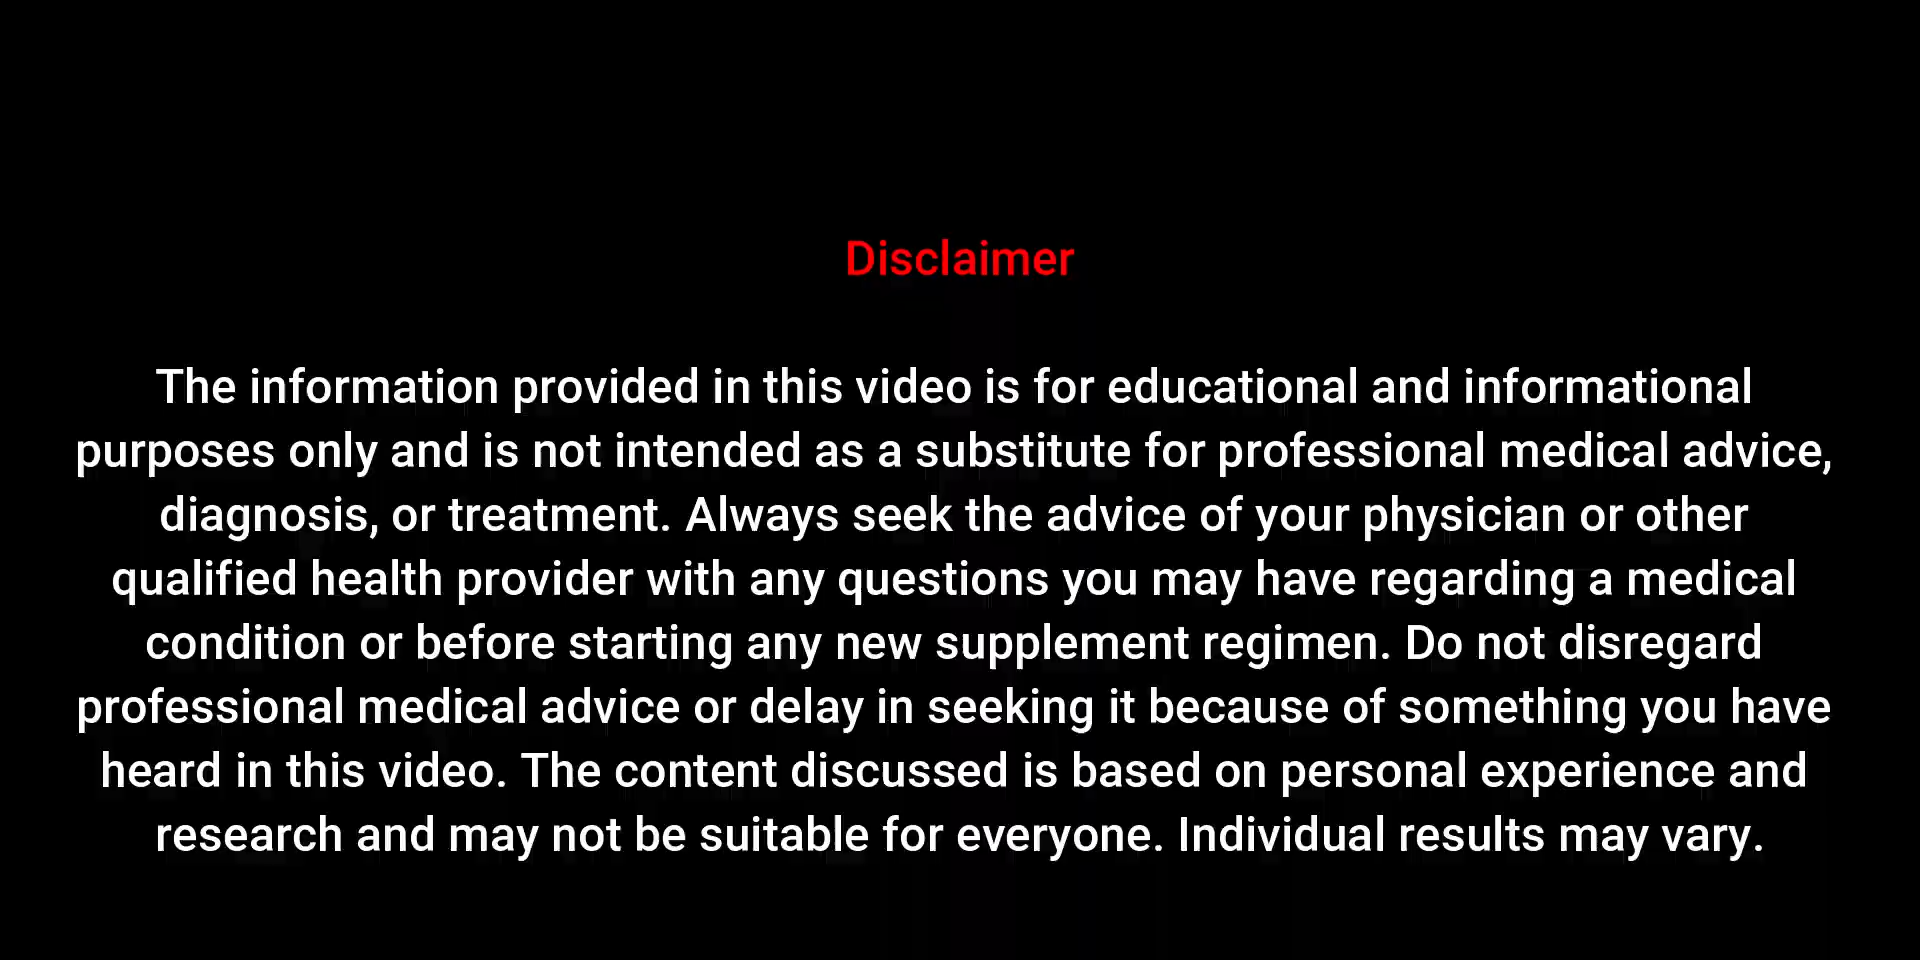 Disclaimer
The information provided in this video is for educational and informational
purposes only and is not intended as a substitute for professional medical advice,
diagnosis, or treatment. Always seek the advice of your physician or other
qualified health provider with any questions you may have regarding a medical
condition or before starting any new supplement regimen. Do not disregard
professional medical advice or delay in seeking it because of something you have
heard in this video. The content discussed is based on personal experience and
research and may not be suitable for everyone. Individual results may vary.